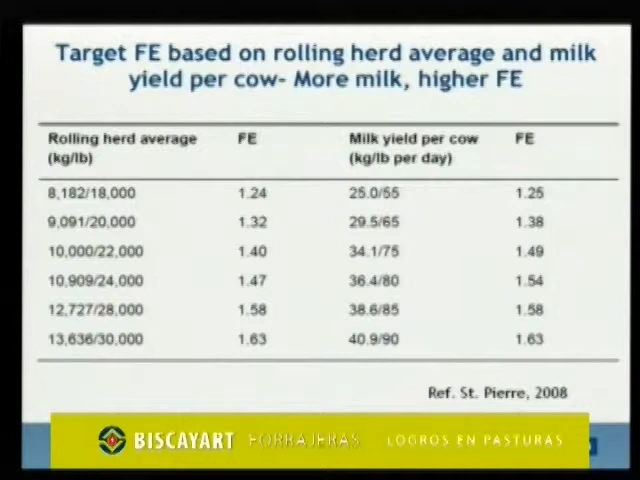 Target FE based on rolling herd average and milk
yield per cow- More milk, higher FE
Rolling herd average FE Milk yield per cow FE
(kg/lb) (kg/lb per day)
8,182/18,000 1.24 25.0/55 1.25
9,091/20,000 1.32 29.5/65 1.38
10,000/22,000 1.40 34.1/75 1.49
10,909/24,000 1.47 36.4/80 1.54
12,727/28,000 1.58 38.6/85 1.58
13,636/30,000 1.63 40.9/90 1.63
Ref. St. Pierre, 2008
BISCAYART FORRAJERAS LOGROS EN PASTURAS